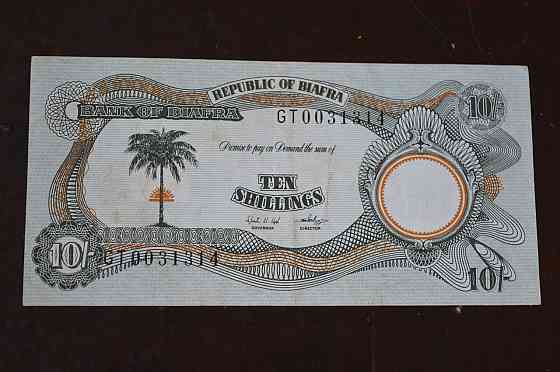 REPUBLIC OF BIAFRA
BANK OF BIAFRA
GT0031314
10/-
Promise to pay on Demand the sum of
TEN
SHILLINGS
GOVERNOR
DIRECTOR
10/-
GT0031314
10/-